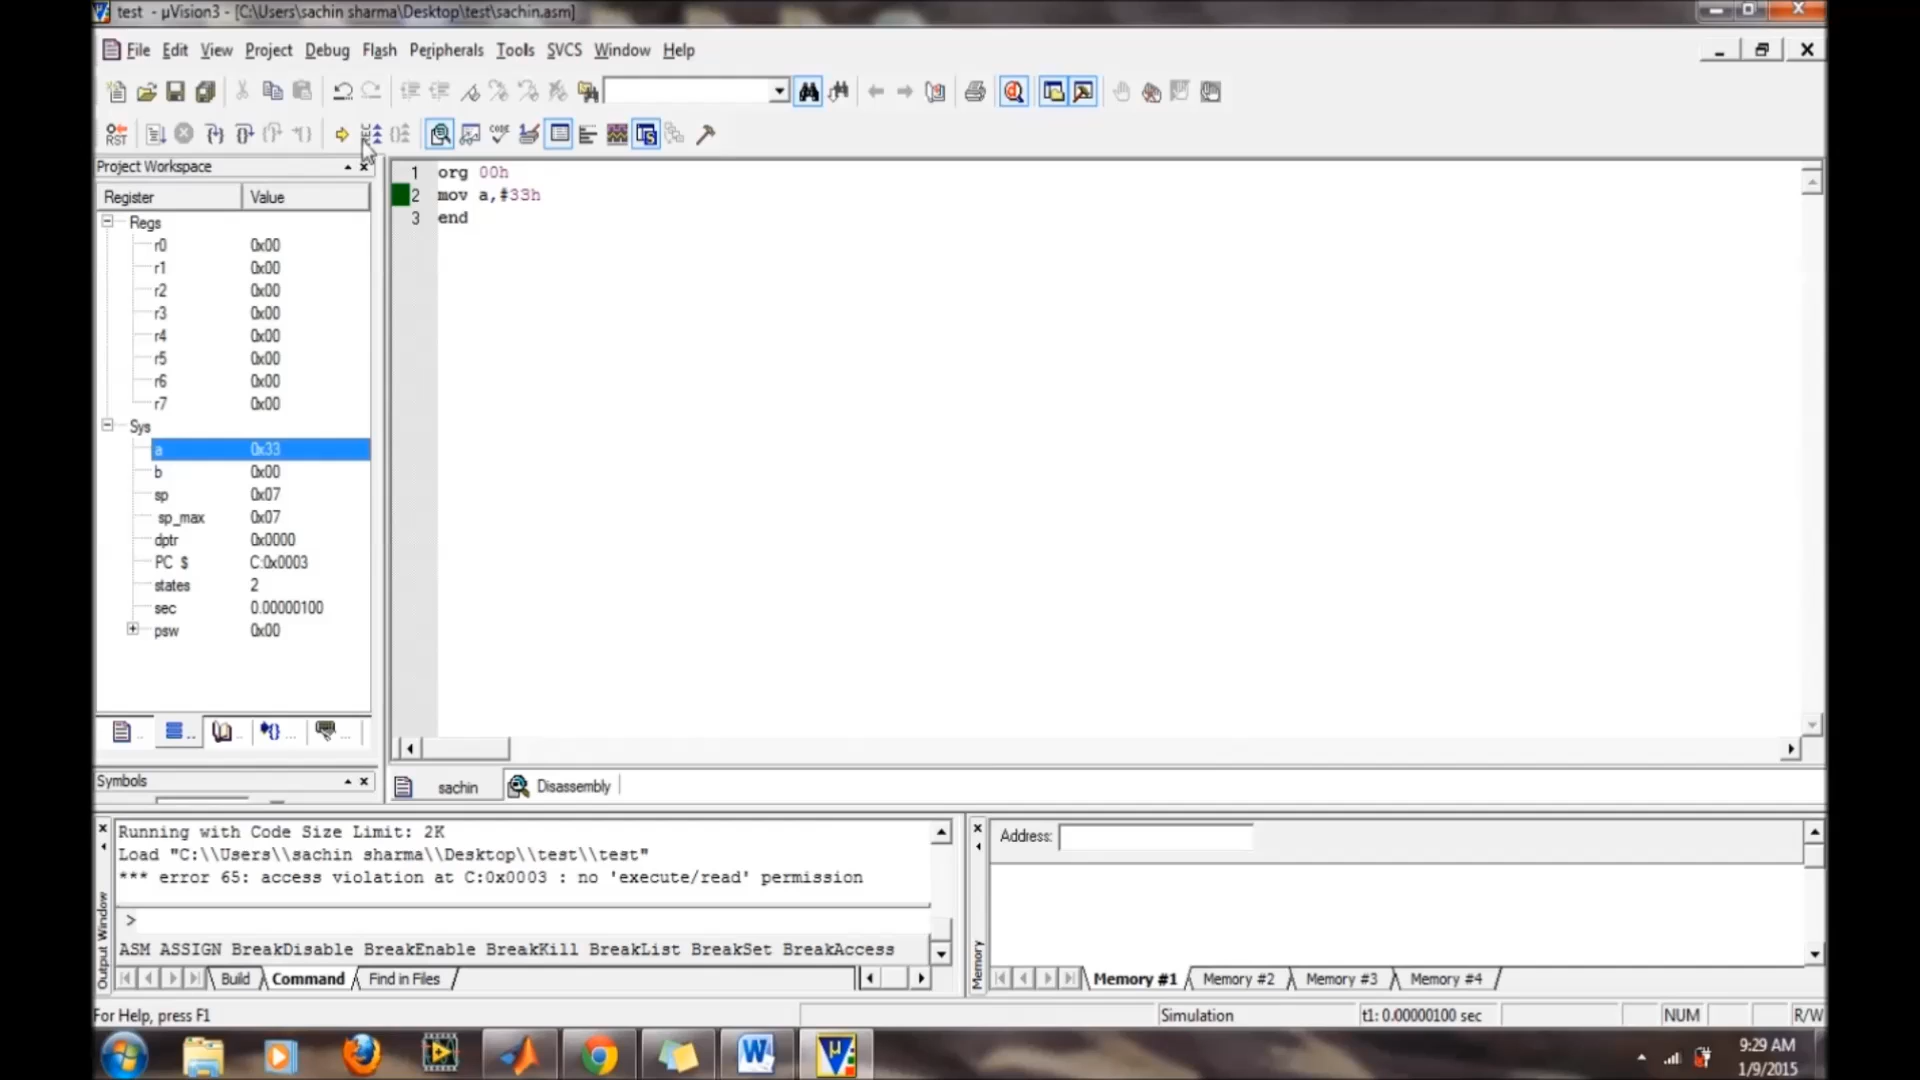 test - µVision3 - [C:\Users\sachin sharma\Desktop\test\sachin.asm]
File Edit View Project Debug Flash Peripherals Tools SVCS Window Help
Project Workspace
Register Value
Regs
r0 0x00
r1 0x00
r2 0x00
r3 0x00
r4 0x00
r5 0x00
r6 0x00
r7 0x00
Sys
a 0x33
b 0x00
sp 0x07
sp_max 0x07
dptr 0x0000
PC $ C:0x0003
states 2
sec 0.00000100
psw 0x00
1 org 00h
2 mov a,#33h
3 end
Symbols
sachin Disassembly
Output Window
Running with Code Size Limit: 2K
Load "C:\\Users\\sachin sharma\\Desktop\\test\\test"
*** error 65: access violation at C:0x0003 : no 'execute/read' permission
>
ASM ASSIGN BreakDisable BreakEnable BreakKill BreakList BreakSet BreakAccess
Build Command Find in Files
Memory
Address:
Memory #1 Memory #2 Memory #3 Memory #4
For Help, press F1
Simulation t1: 0.00000100 sec NUM R/W
9:29 AM
1/9/2015